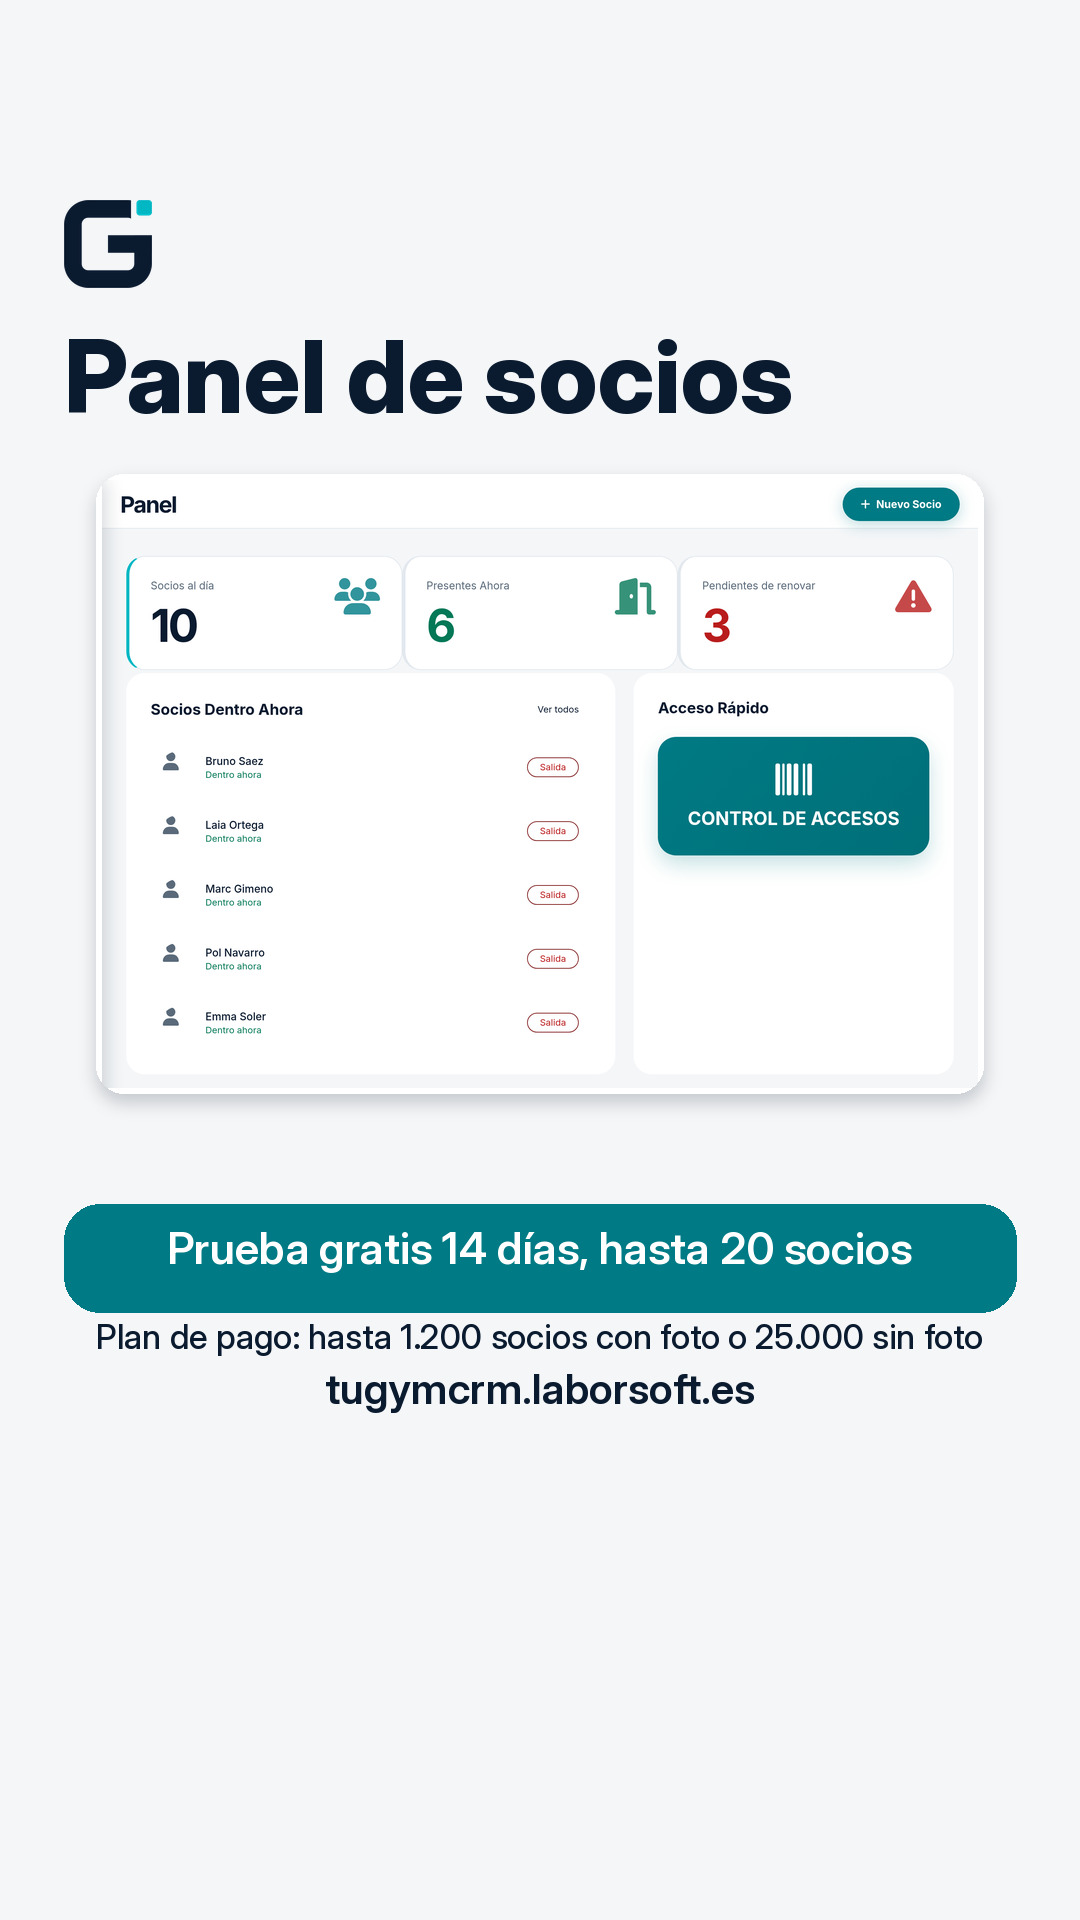 Panel de socios
Panel
+ Nuevo Socio
Socios al día
10
Presentes Ahora
6
Pendientes de renovar
3
Socios Dentro Ahora
Ver todos
Bruno Saez
Dentro ahora
Salida
Laia Ortega
Dentro ahora
Salida
Marc Gimeno
Dentro ahora
Salida
Pol Navarro
Dentro ahora
Salida
Emma Soler
Dentro ahora
Salida
Acceso Rápido
CONTROL DE ACCESOS
Prueba gratis 14 días, hasta 20 socios
Plan de pago: hasta 1.200 socios con foto o 25.000 sin foto
tugymcrm.laborsoft.es